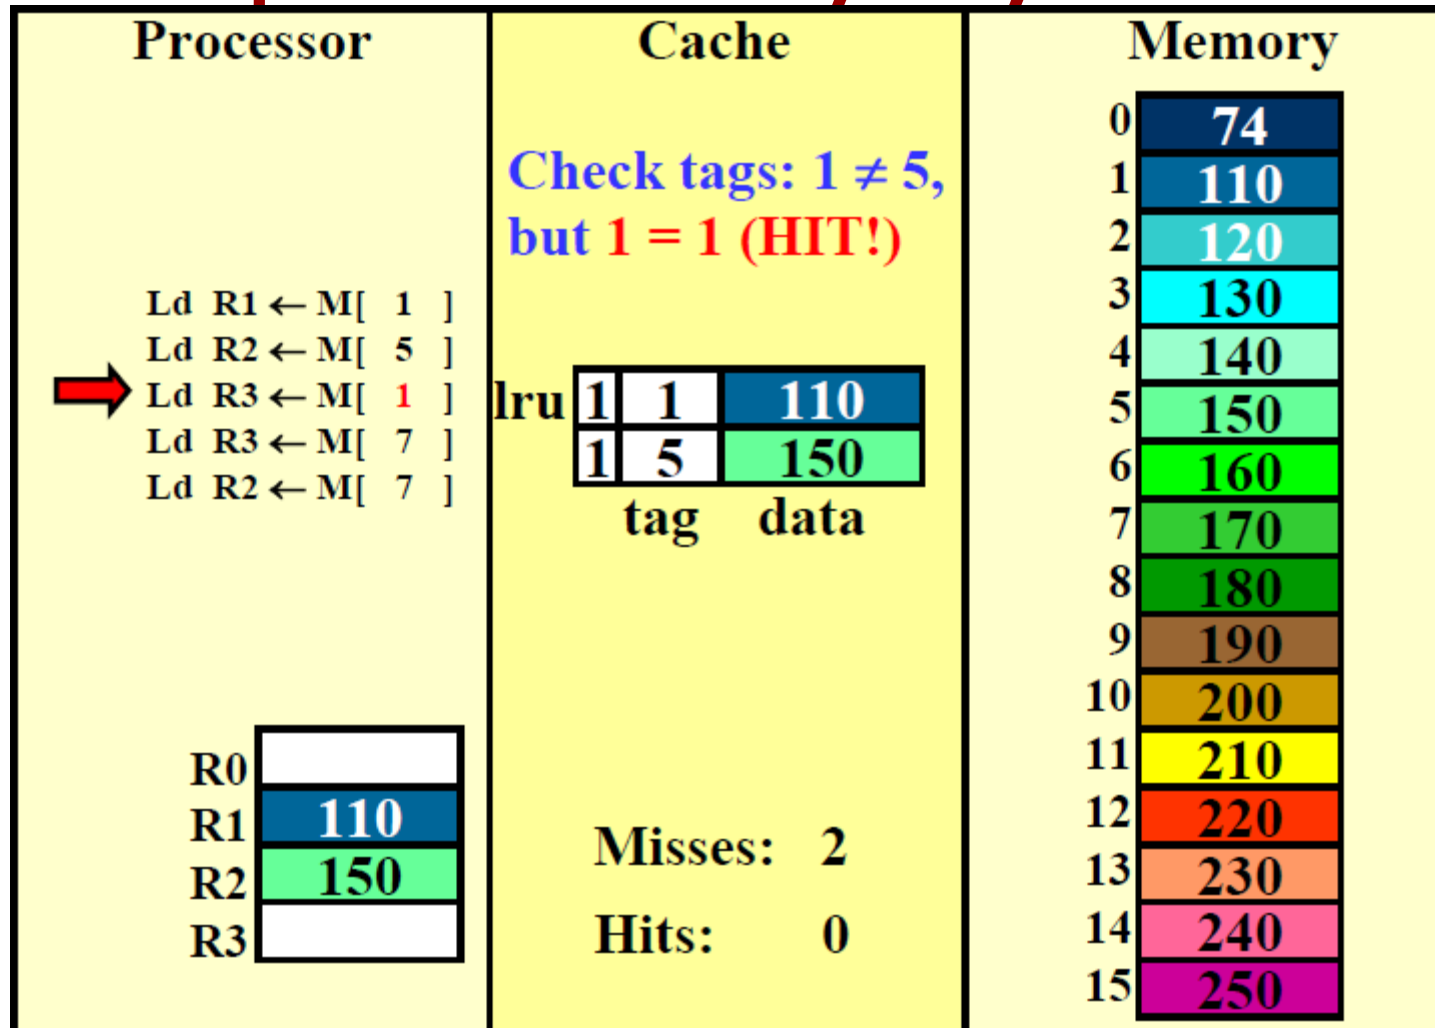 Processor
Ld R1 ← M[ 1 ]
Ld R2 ← M[ 5 ]
Ld R3 ← M[ 1 ]
Ld R3 ← M[ 7 ]
Ld R2 ← M[ 7 ]
R0
R1 110
R2 150
R3
Cache
Check tags: 1 ≠ 5,
but 1 = 1 (HIT!)
lru 1 1 110
1 5 150
tag data
Misses: 2
Hits: 0
Memory
0 74
1 110
2 120
3 130
4 140
5 150
6 160
7 170
8 180
9 190
10 200
11 210
12 220
13 230
14 240
15 250